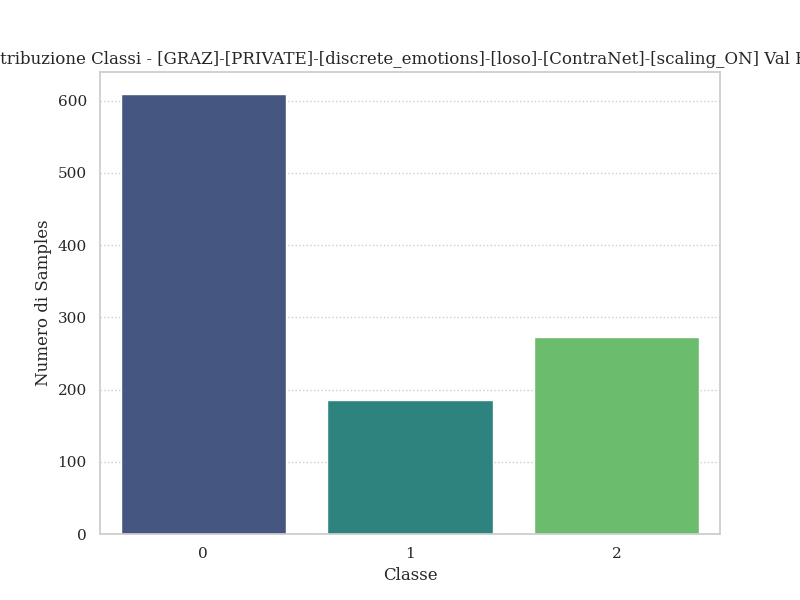 tribuzione Classi - [GRAZ]-[PRIVATE]-[discrete_emotions]-[loso]-[ContraNet]-[scaling_ON] Val
600
500
400
300
200
100
0
Numero di Samples
0 1 2
Classe